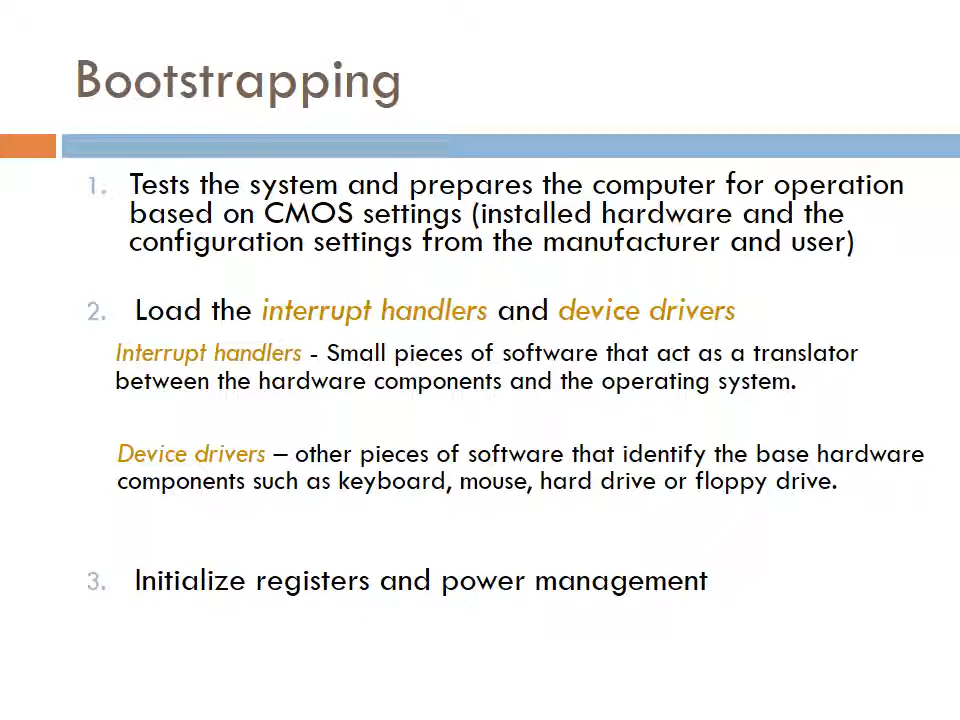 Bootstrapping
1. Tests the system and prepares the computer for operation
based on CMOS settings (installed hardware and the
configuration settings from the manufacturer and user)
2. Load the interrupt handlers and device drivers
Interrupt handlers - Small pieces of software that act as a translator
between the hardware components and the operating system.
Device drivers – other pieces of software that identify the base hardware
components such as keyboard, mouse, hard drive or floppy drive.
3. Initialize registers and power management